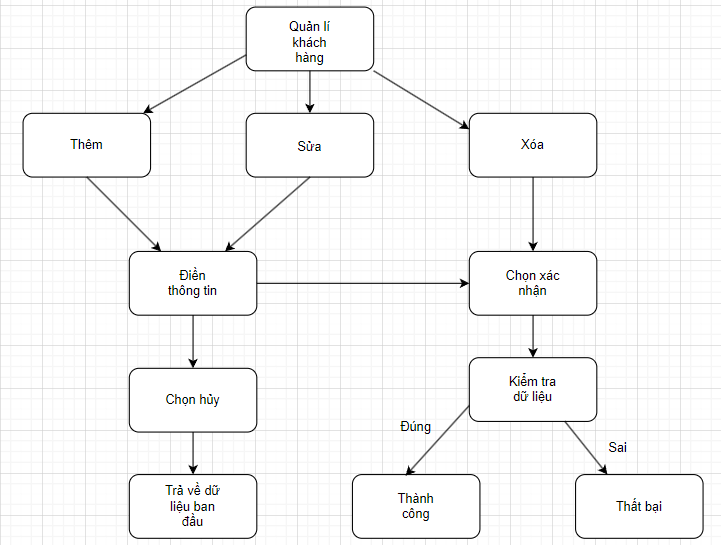 Quản lí
khách
hàng
Thêm
Sửa
Xóa
Điền
thông tin
Chọn xác
nhận
Chọn hủy
Kiểm tra
dữ liệu
Đúng
Sai
Trả về dữ
liệu ban
đầu
Thành
công
Thất bại